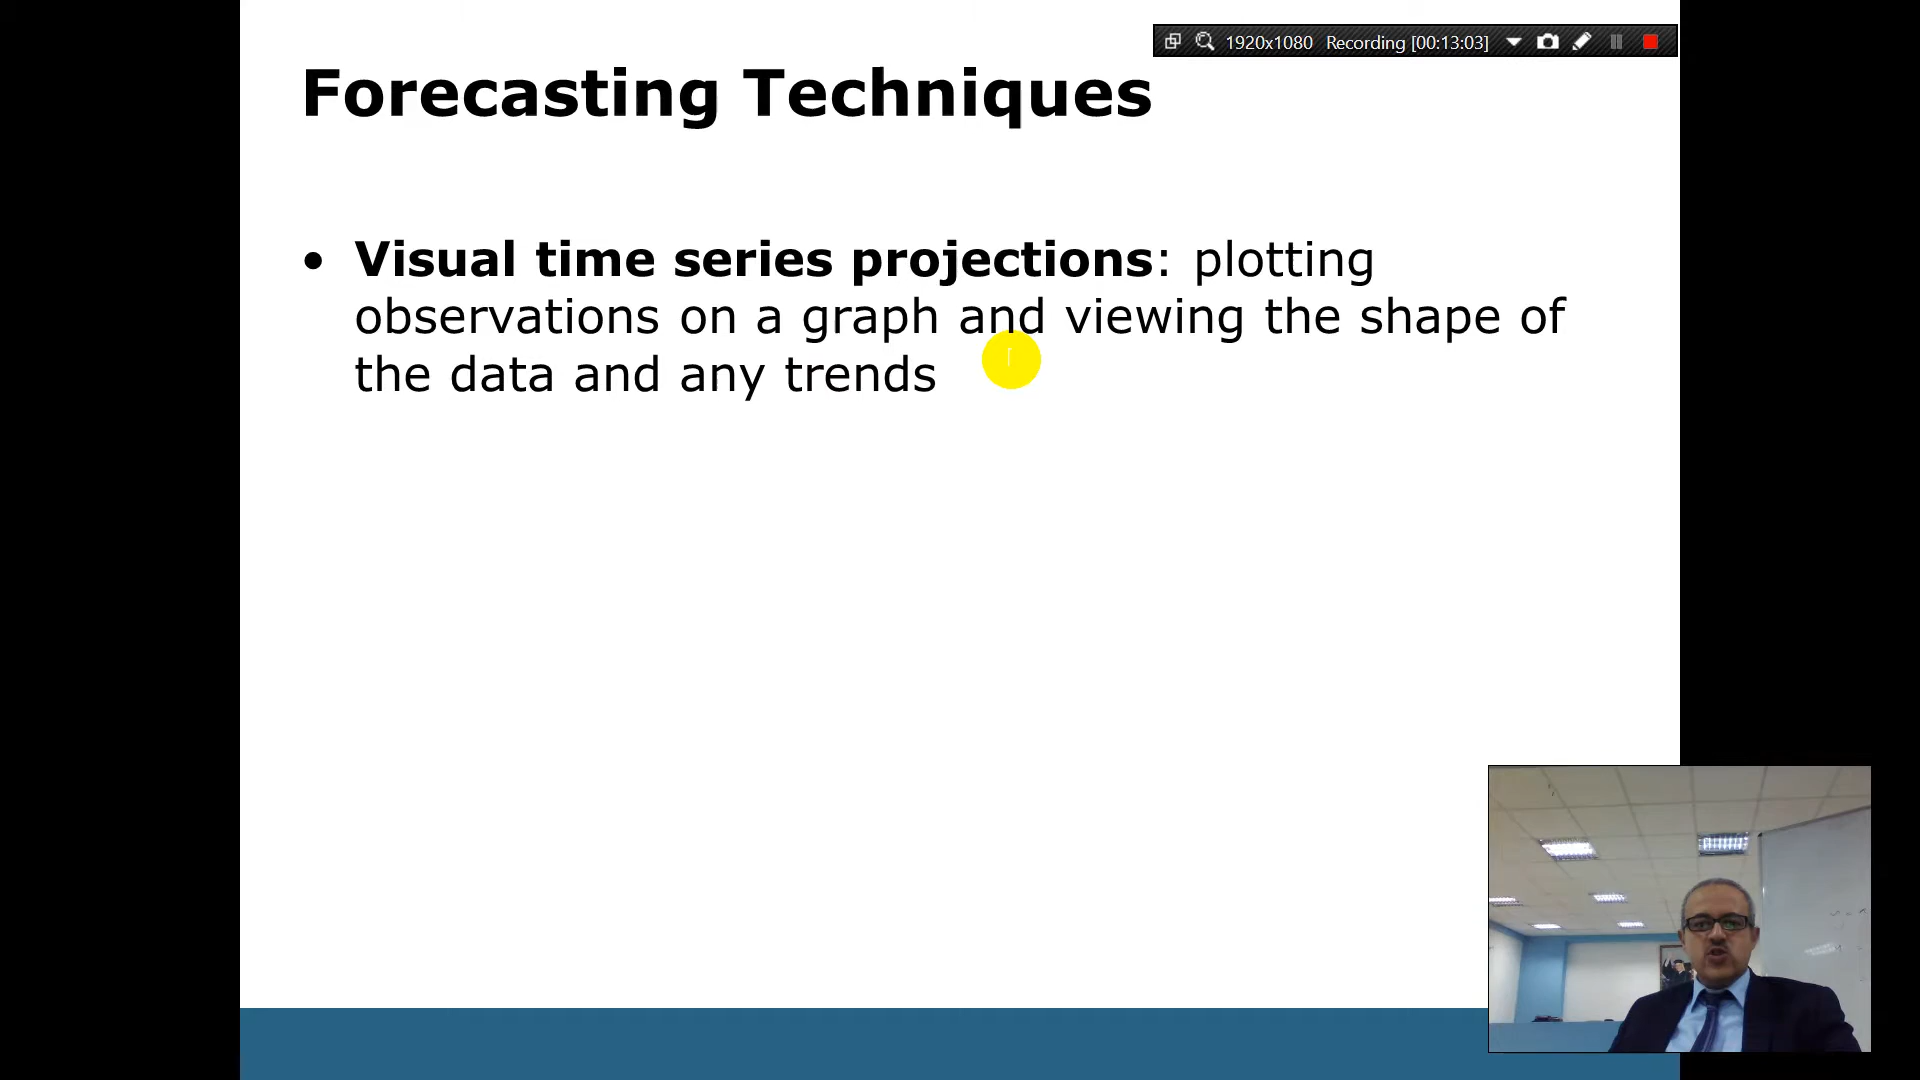 1920x1080 Recording [00:13:03]
Forecasting Techniques
• Visual time series projections: plotting
observations on a graph and viewing the shape of
the data and any trends